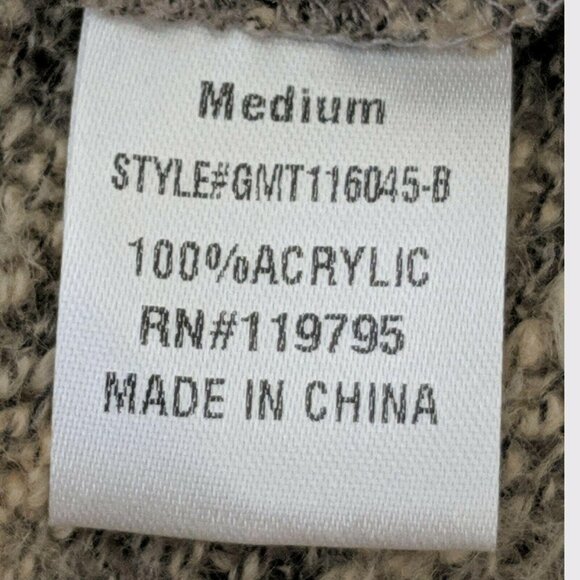 Medium
STYLE#GMT116045-B
100%ACRYLIC
RN#119795
MADE IN CHINA